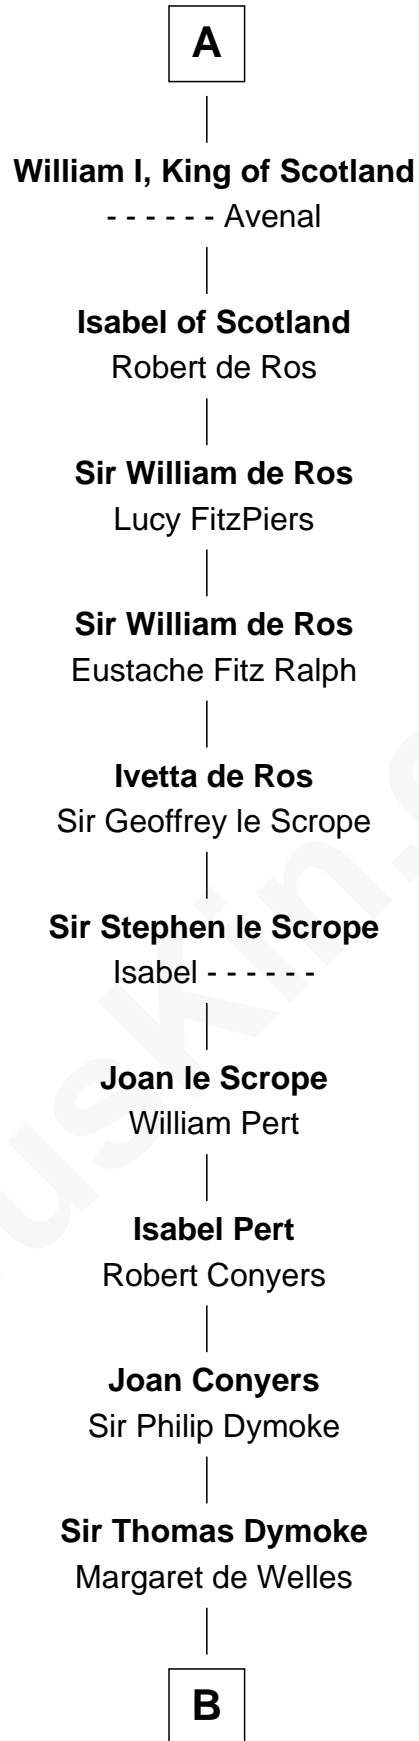 A
William I, King of Scotland
- - - - - - Avenal
Isabel of Scotland
Robert de Ros
Sir William de Ros
Lucy FitzPiers
Sir William de Ros
Eustache Fitz Ralph
Ivetta de Ros
Sir Geoffrey le Scrope
Sir Stephen le Scrope
Isabel - - - - - -
Joan le Scrope
William Pert
Isabel Pert
Robert Conyers
Joan Conyers
Sir Philip Dymoke
Sir Thomas Dymoke
Margaret de Welles
B